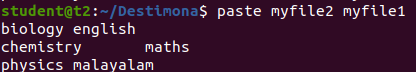 student@t2:~/Destimona$ paste myfile2 myfile1
biology english
chemistry       maths
physics malayalam